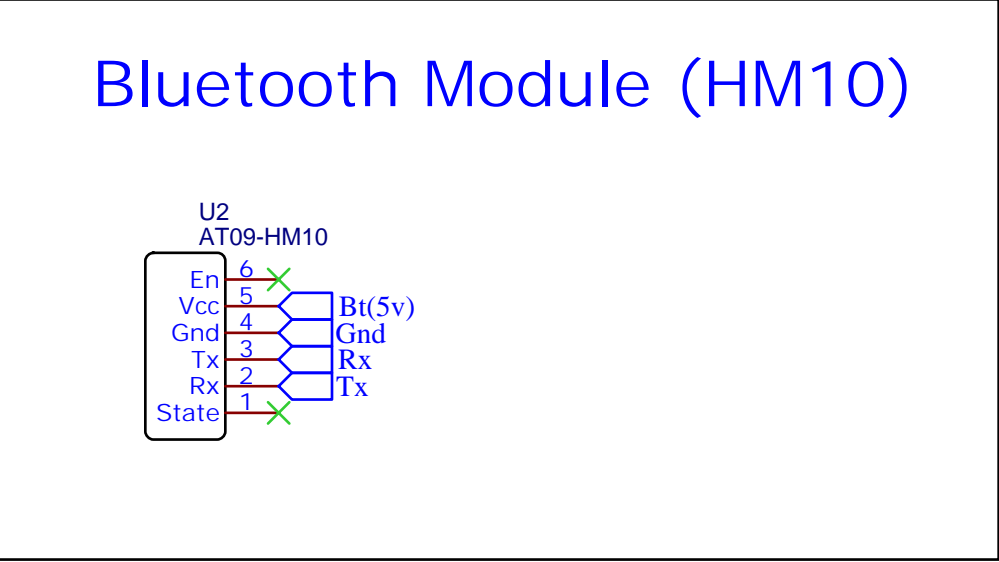 Bluetooth Module (HM10)
U2
AT09-HM10
En 6
Vcc 5 Bt(5v)
Gnd 4 Gnd
Tx 3 Rx
Rx 2 Tx
State 1